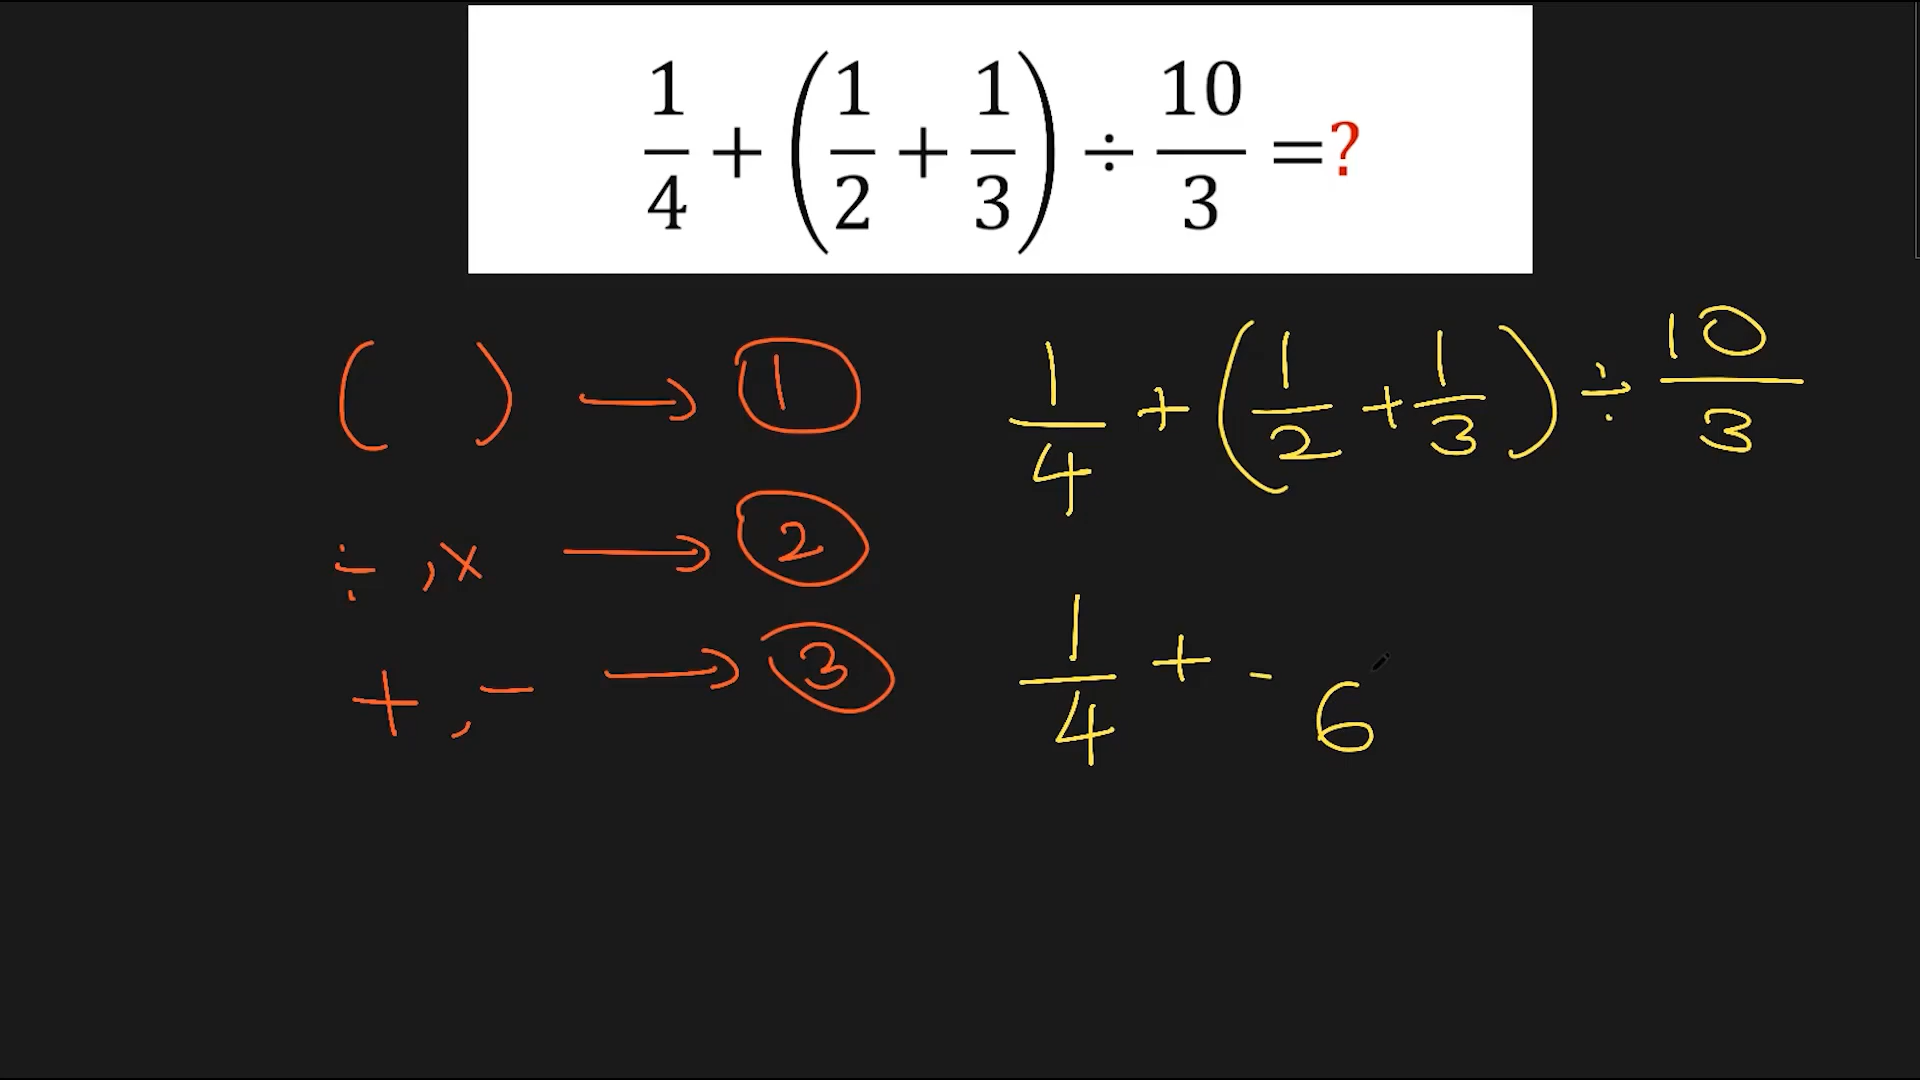 1/4 + (1/2 + 1/3) ÷ 10/3 =?
( ) → 1
÷ , × → 2
+ , − → 3
1/4 + (1/2 + 1/3) ÷ 10/3
1/4 + - 6